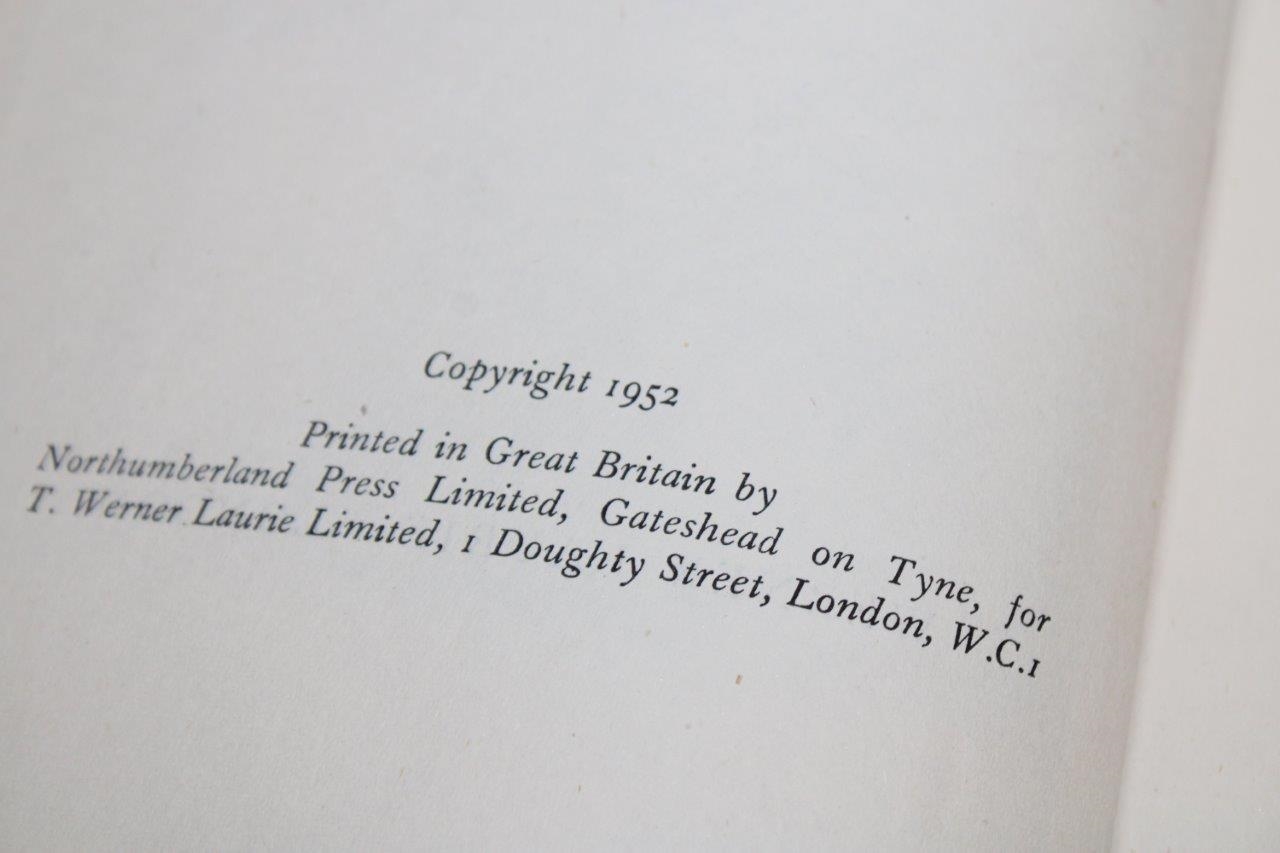 Copyright 1952
Printed in Great Britain by
Northumberland Press Limited, Gateshead on Tyne, for
T. Werner Laurie Limited, 1 Doughty Street, London, W.C.1